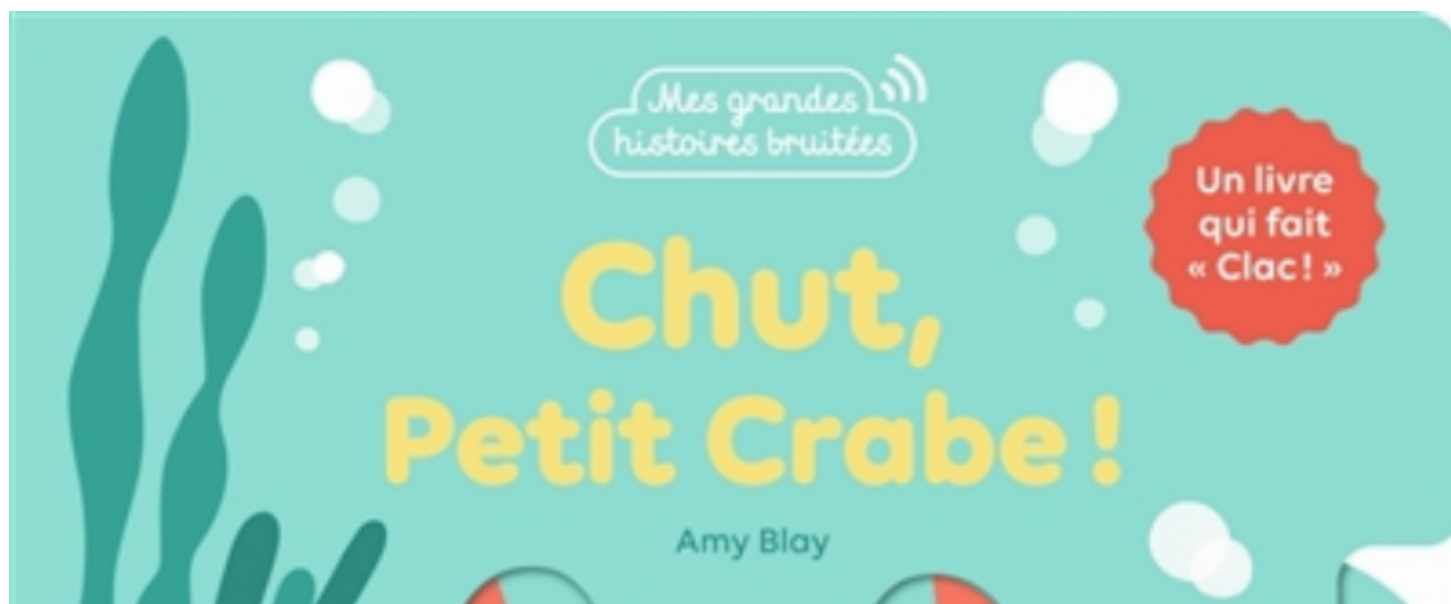 Mes grandes
histoires bruitées
Un livre
qui fait
« Clac! »
Chut,
Petit Crabe !
Amy Blay